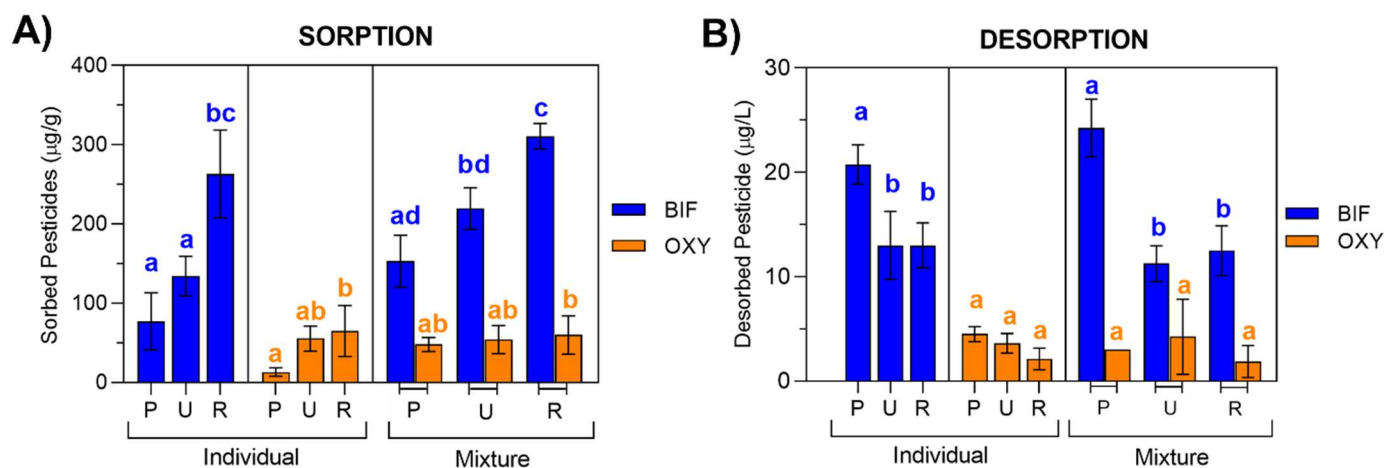 A)
SORPTION
Sorbed Pesticides (μg/g)
400
300
200
100
0
a
a
bc
a
ab
b
ad
ab
bd
ab
c
b
P U R
P U R
P
U
R
Individual
Mixture
BIF
OXY
B)
DESORPTION
Desorbed Pesticide (μg/L)
30
20
10
0
a
b
b
a
a
a
a
a
b
a
b
a
P U R
P U R
P
U
R
Individual
Mixture
BIF
OXY